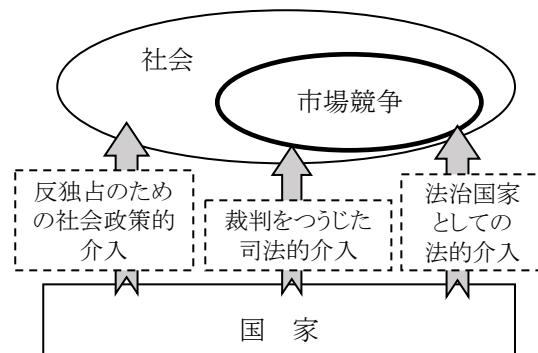 社会
市場競争
反独占のため
の社会政策的
介入
裁判をつうじた
司法的介入
法治国家
としての
法的介入
国　家